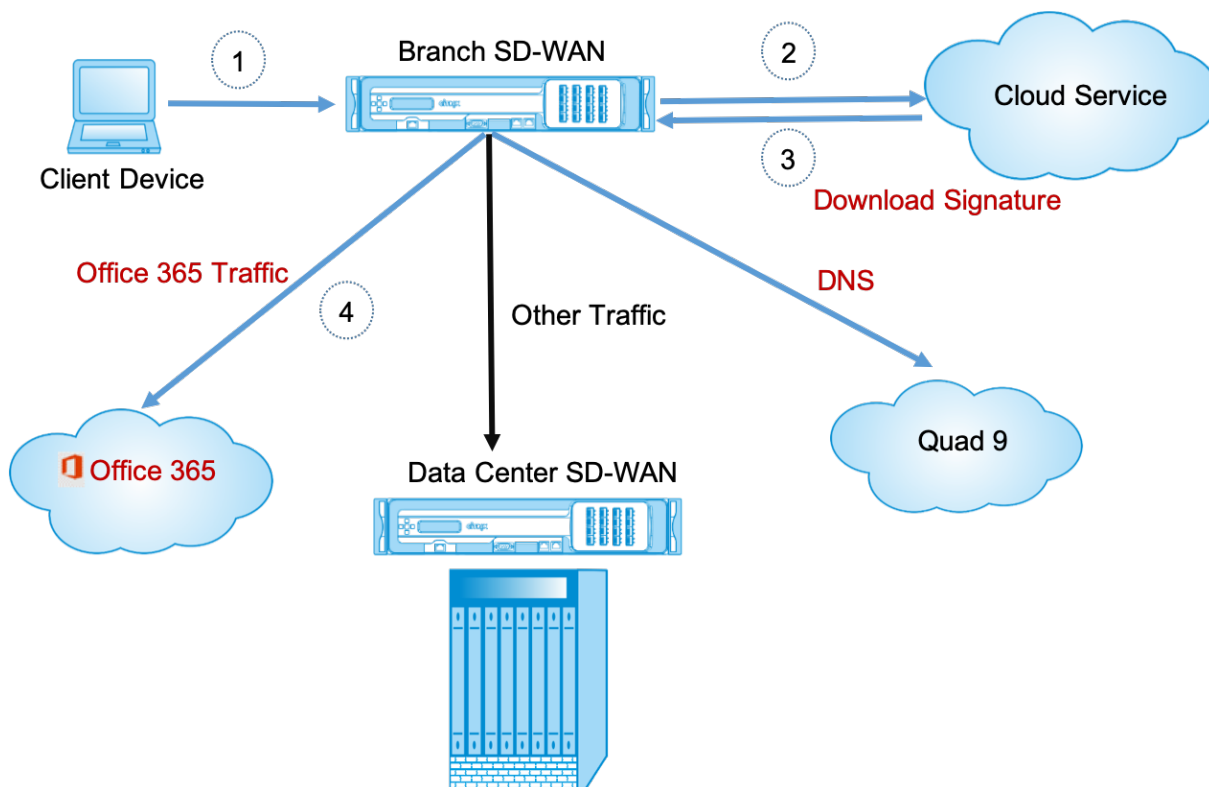 Branch SD-WAN
1
2
Cloud Service
Client Device
3
Download Signature
Office 365 Traffic
DNS
4
Other Traffic
Office 365
Quad 9
Data Center SD-WAN